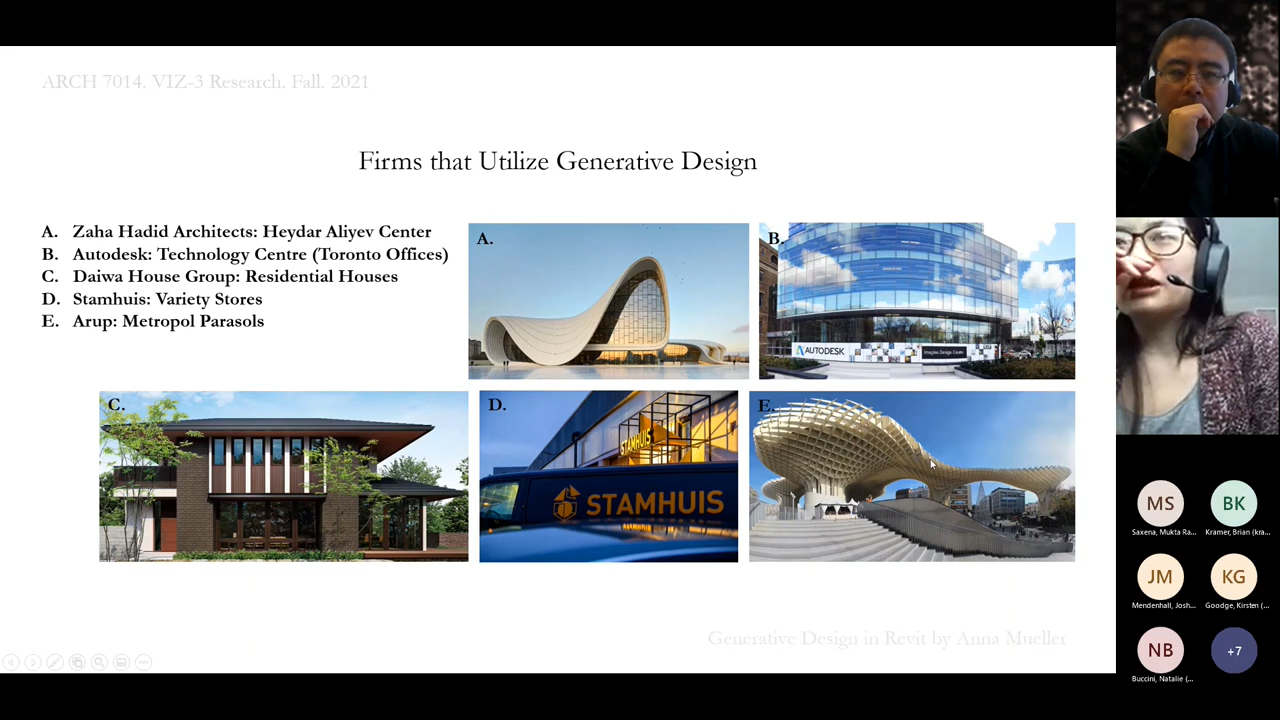 ARCH 7014. VIZ-3 Research. Fall. 2021
Firms that Utilize Generative Design
A. Zaha Hadid Architects: Heydar Aliyev Center
B. Autodesk: Technology Centre (Toronto Offices)
C. Daiwa House Group: Residential Houses
D. Stamhuis: Variety Stores
E. Arup: Metropol Parasols
A.
B.
AUTODESK
Imagine Design Create
C.
D.
STAMHUIS
STAMHUIS
E.
Generative Design in Revit by Anna Mueller
MS
Saxena, Mukta Ra...
BK
Kramer, Brian (kra...
JM
Mendenhall, Josh...
KG
Goodge, Kirsten (...
NB
Buccini, Natalie (...
+7